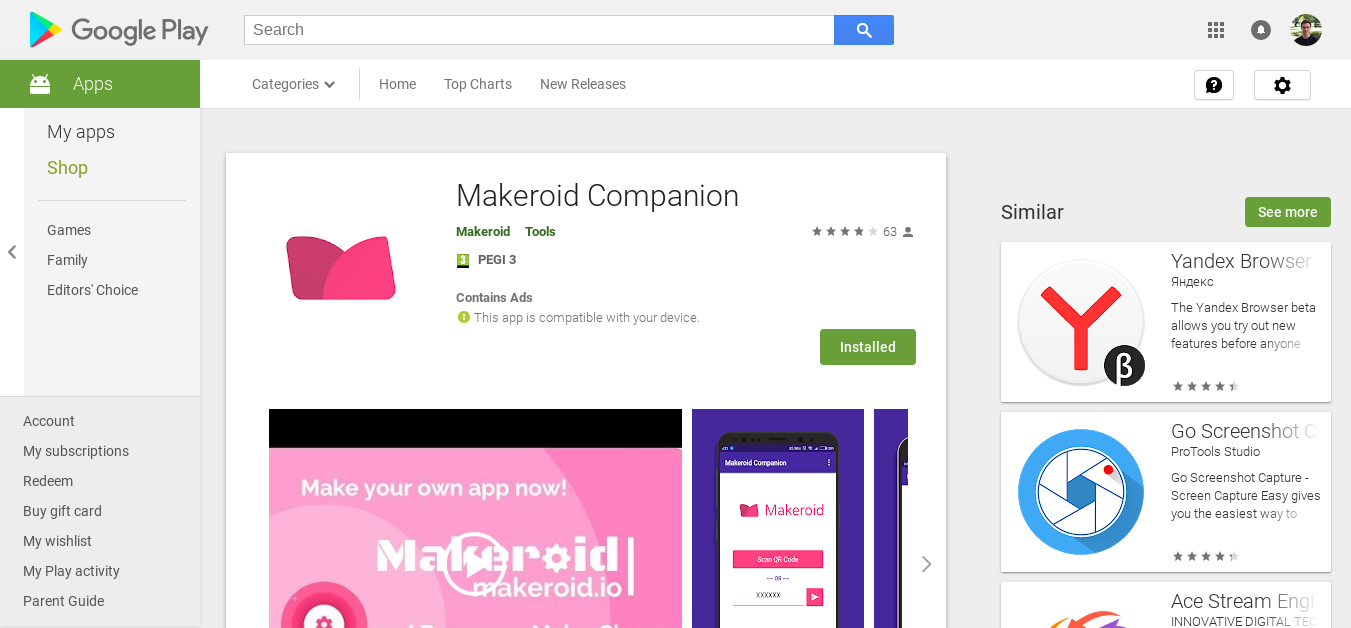 Google Play
Search
Apps
Categories
Home
Top Charts
New Releases
My apps
Shop
Games
Family
Editors' Choice
Account
My subscriptions
Redeem
Buy gift card
My wishlist
My Play activity
Parent Guide
Makeroid Companion
Makeroid Tools
63
3 PEGI 3
Contains Ads
This app is compatible with your device.
Installed
Make your own app now!
Makeroid
makeroid.io
Makeroid Companion
Makeroid
Scan QR Code
OR
XXXXXX
Similar
See more
Yandex Browser
Яндекс
The Yandex Browser beta
allows you try out new
features before anyone
β
Go Screenshot C
ProTools Studio
Go Screenshot Capture -
Screen Capture Easy gives
you the easiest way to
Ace Stream Engi
INNOVATIVE DIGITAL TEC